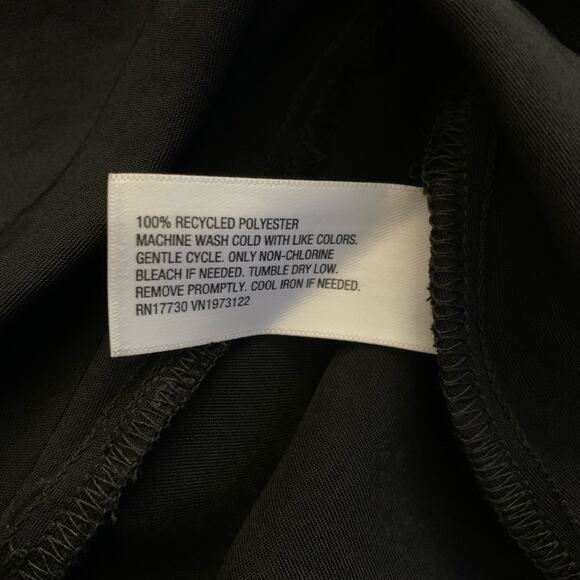 100% RECYCLED POLYESTER
MACHINE WASH COLD WITH LIKE COLORS.
GENTLE CYCLE. ONLY NON-CHLORINE
BLEACH IF NEEDED. TUMBLE DRY LOW.
REMOVE PROMPTLY. COOL IRON IF NEEDED.
RN17730 VN1973122